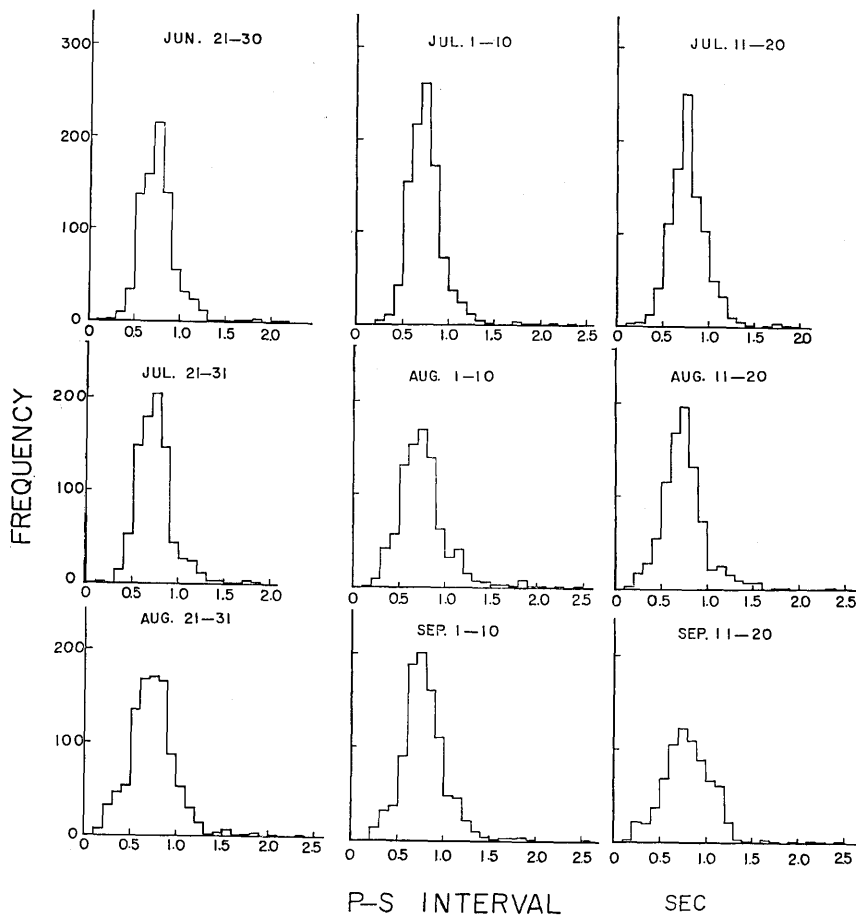 JUN. 21—30
JUL. 1—10
JUL. 11—20
300
200
100
0
0 0.5 1.0 1.5 2.0
0 0.5 1.0 1.5 2.0 2.5
0 0.5 1.0 1.5 2.0
JUL. 21—31
AUG. 1—10
AUG. 11—20
200
100
0
0 0.5 1.0 1.5 2.0
0 0.5 1.0 1.5 2.0 2.5
0 0.5 1.0 1.5 2.0 2.5
AUG. 21—31
SEP. 1—10
SEP. 11—20
200
100
0
0 0.5 1.0 1.5 2.0 2.5
0 0.5 1.0 1.5 2.0 2.5
0 0.5 1.0 1.5 2.0 2.5
FREQUENCY
P—S INTERVAL SEC